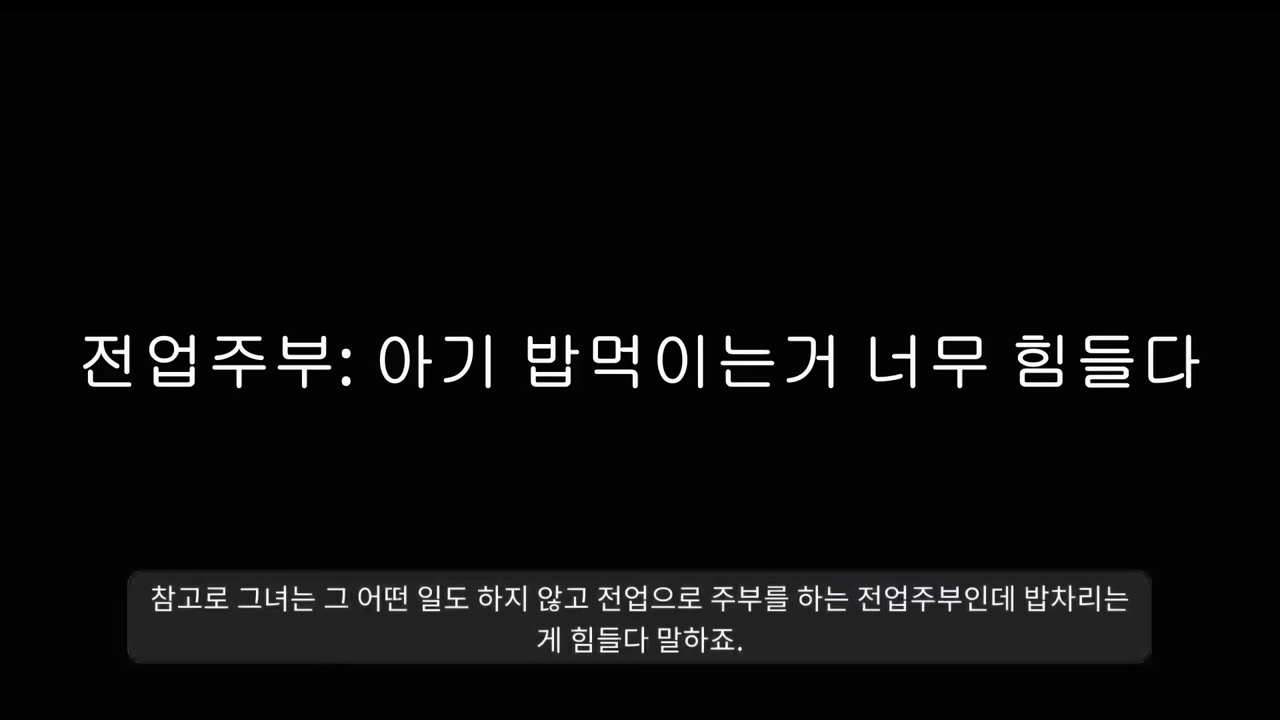 전업주부: 아기 밥먹이는거 너무 힘들다
참고로 그녀는 그 어떤 일도 하지 않고 전업으로 주부를 하는 전업주부인데 밥차리는
게 힘들다 말하죠.